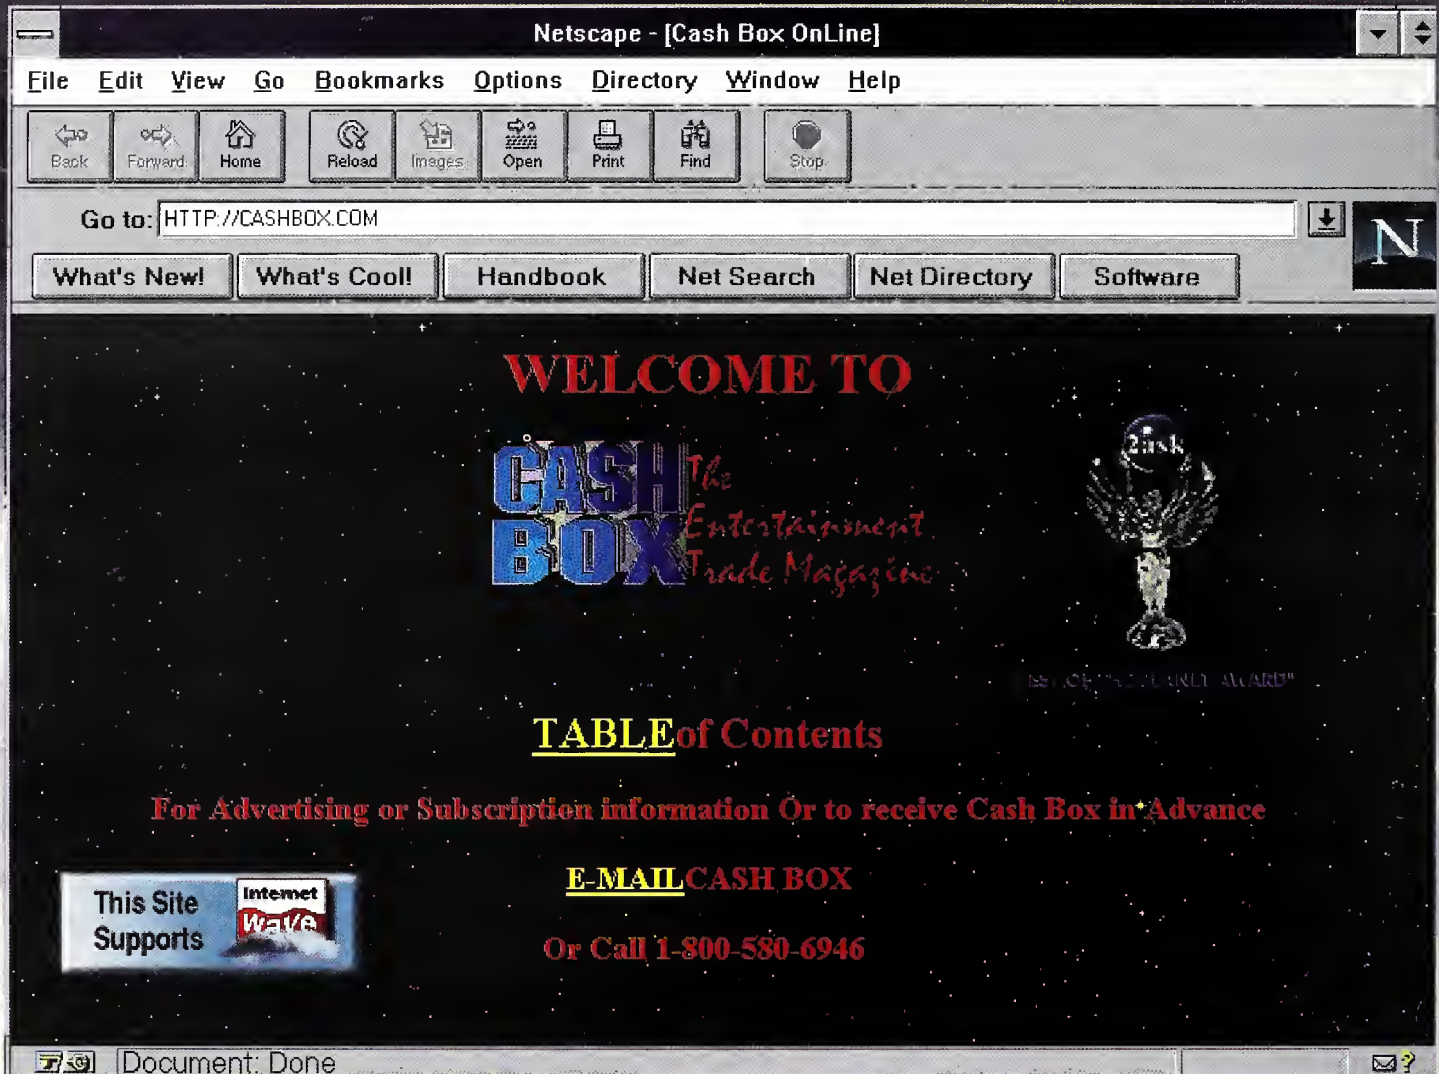 Netscape - [Cash Box OnLine]
File Edit View Go Bookmarks Options Directory Window Help
Back Forward Home Reload Images Open Print Find Stop
Go to: HTTP://CASHBOX.COM
N
What's New! What's Cool! Handbook Net Search Net Directory Software
WELCOME TO
CASH
BOX
The
Entertainment
Trade Magazine
AWARD"
TABLE of Contents
For Advertising or Subscription information Or to receive Cash Box in Advance
E-MAIL CASH BOX
Or Call 1-800-580-6946
This Site
Supports
Internet
Wave
Document: Done
?